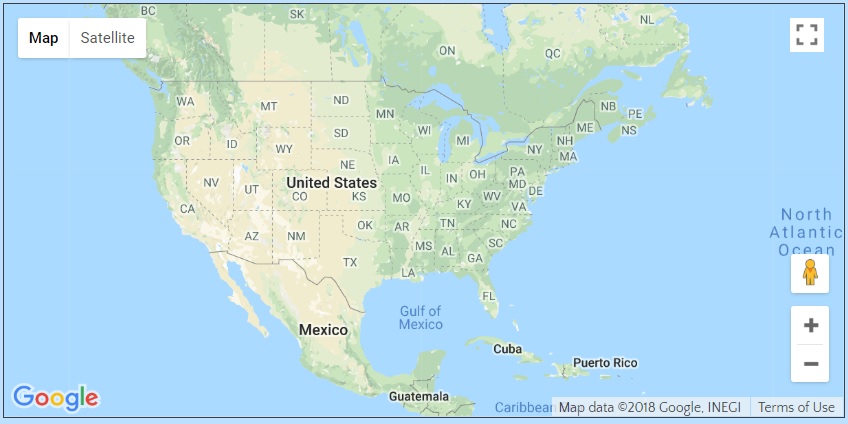 BC
SK
NL
Map
Satellite
ON
QC
WA
MT
ND
MN
NB
PE
NS
OR
ID
SD
WI
MI
ME
WY
NY
NH
MA
NE
IA
IL
IN
OH
PA
NV
UT
United States
CO
KS
MO
MD
DE
WV
KY
VA
CA
OK
AR
TN
NC
AZ
NM
MS
AL
SC
GA
North
Atlantic
Ocean
TX
LA
FL
Gulf of
Mexico
Mexico
Cuba
Puerto Rico
Guatemala
Google
Caribbean
Map data ©2018 Google, INEGI
Terms of Use